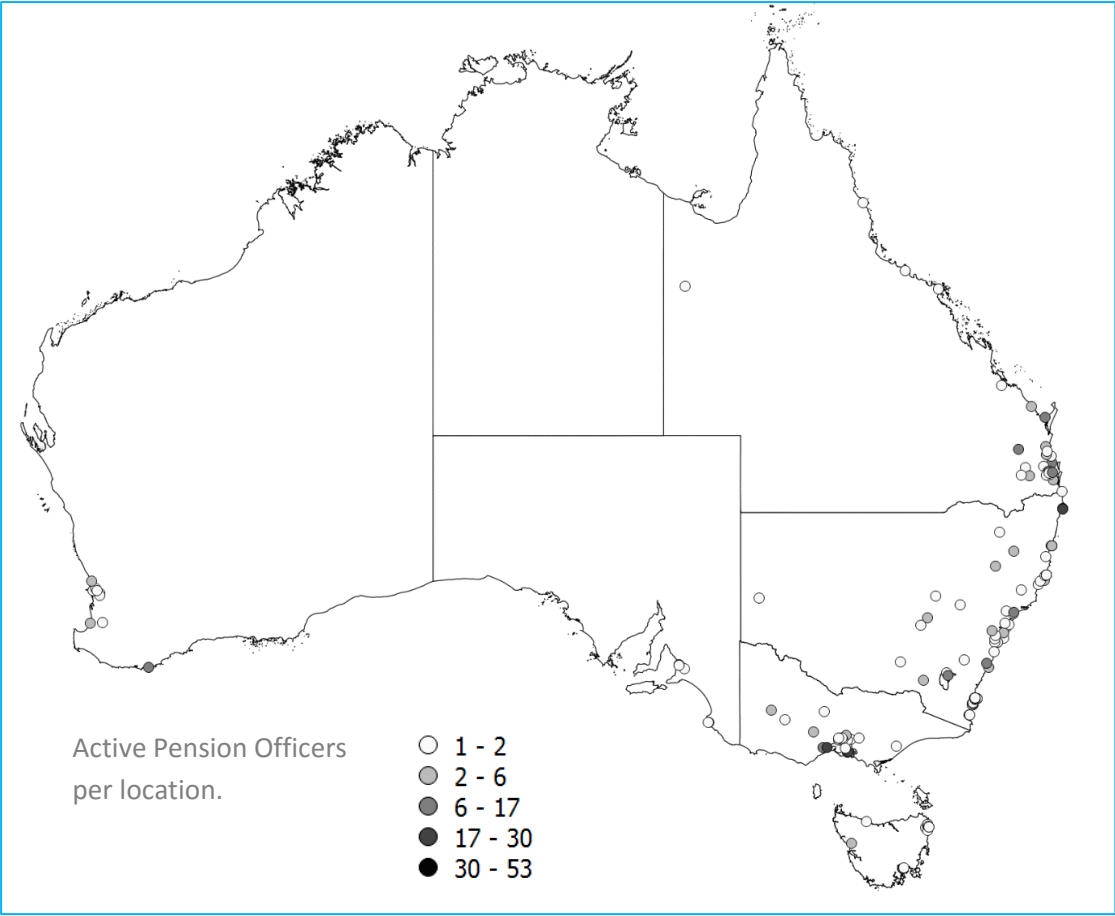 Active Pension Officers
per location.
1 - 2
2 - 6
6 - 17
17 - 30
30 - 53